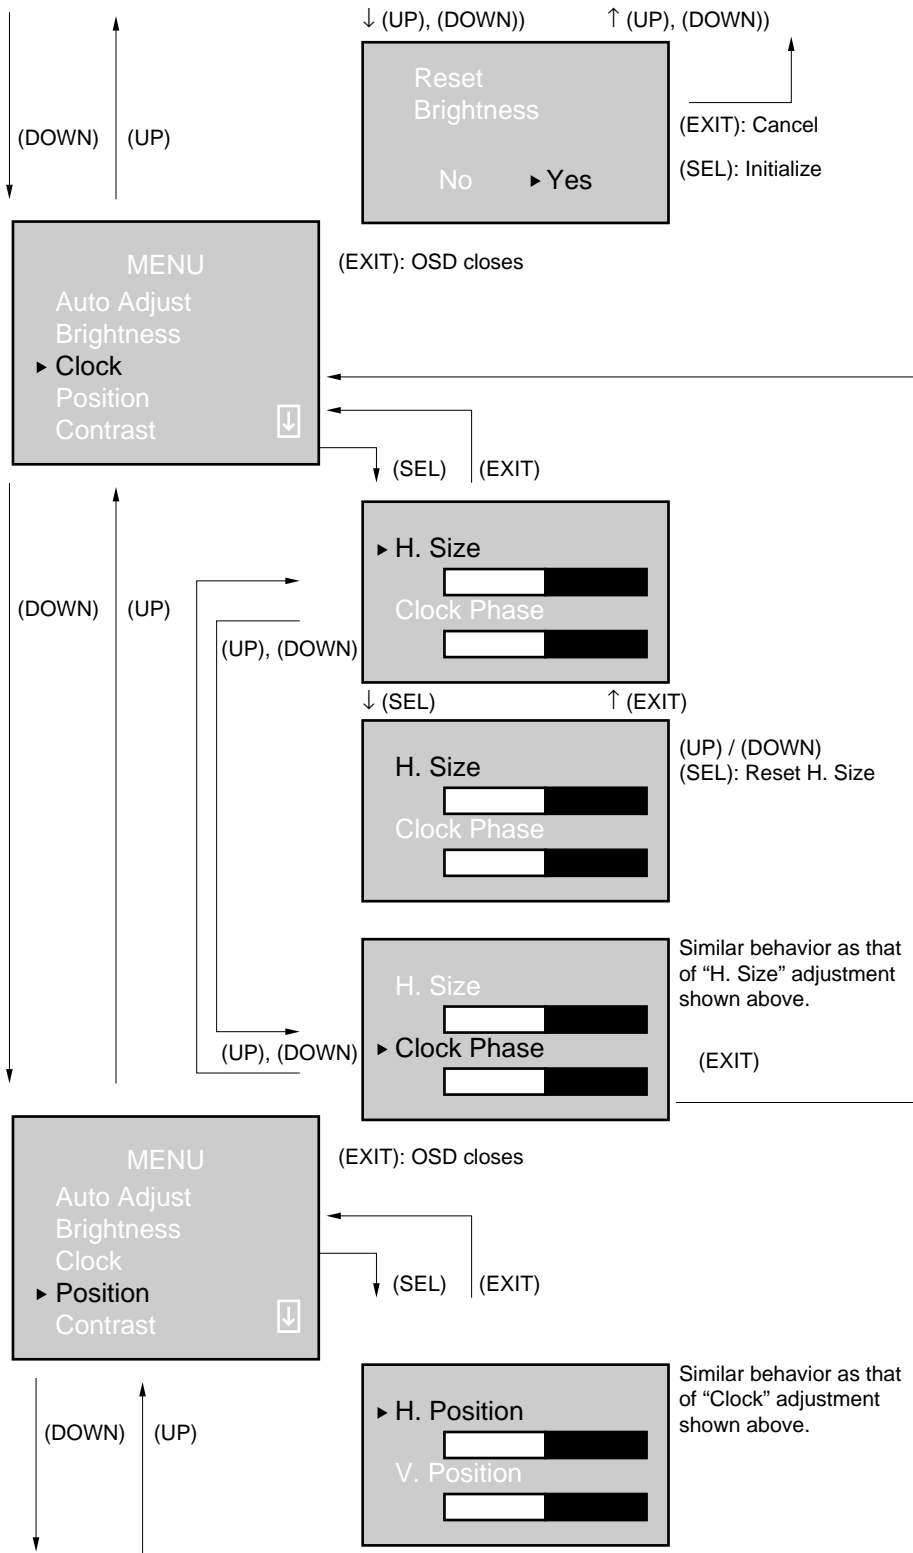 ↓ (UP), (DOWN)) ↑ (UP), (DOWN))
Reset
Brightness
No ▸ Yes
(EXIT): Cancel
(SEL): Initialize
(DOWN) (UP)
MENU
Auto Adjust
Brightness
▸ Clock
Position
Contrast ↓
(EXIT): OSD closes
(SEL) (EXIT)
(DOWN) (UP)
▸ H. Size
Clock Phase
(UP), (DOWN)
↓ (SEL) ↑ (EXIT)
H. Size
Clock Phase
(UP) / (DOWN)
(SEL): Reset H. Size
H. Size
▸ Clock Phase
(UP), (DOWN)
Similar behavior as that
of “H. Size” adjustment
shown above.
(EXIT)
MENU
Auto Adjust
Brightness
Clock
▸ Position
Contrast ↓
(EXIT): OSD closes
(SEL) (EXIT)
(DOWN) (UP)
▸ H. Position
V. Position
Similar behavior as that
of “Clock” adjustment
shown above.